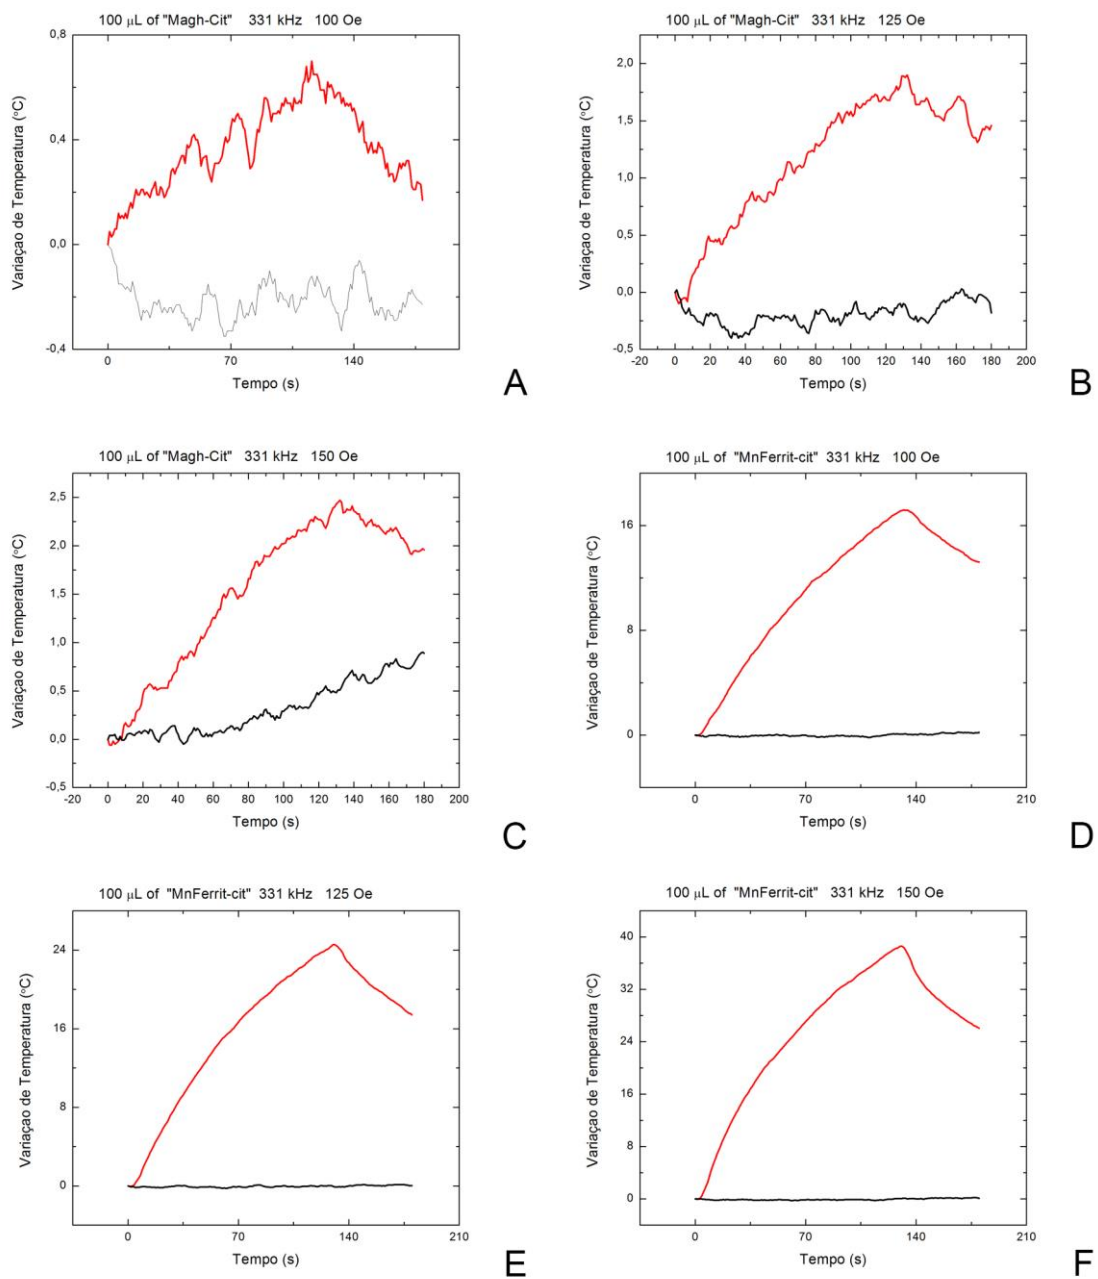 100 μL of "Magh-Cit" 331 kHz 100 Oe
0,8
0,4
0,0
-0,4
Variaçao de Temperatura (°C)
0 70 140
Tempo (s)
A
100 μL of "Magh-Cit" 331 kHz 125 Oe
2,0
1,5
1,0
0,5
0,0
-0,5
Variaçao de Temperatura (°C)
-20 0 20 40 60 80 100 120 140 160 180 200
Tempo (s)
B
100 μL of "Magh-Cit" 331 kHz 150 Oe
2,5
2,0
1,5
1,0
0,5
0,0
-0,5
Variaçao de Temperatura (°C)
-20 0 20 40 60 80 100 120 140 160 180 200
Tempo (s)
C
100 μL of "MnFerrit-cit" 331 kHz 100 Oe
16
8
0
Variaçao de Temperatura (°C)
0 70 140 210
Tempo (s)
D
100 μL of "MnFerrit-cit" 331 kHz 125 Oe
24
16
8
0
Variaçao de Temperatura (°C)
0 70 140 210
Tempo (s)
E
100 μL of "MnFerrit-cit" 331 kHz 150 Oe
40
32
24
16
8
0
Variaçao de Temperatura (°C)
0 70 140 210
Tempo (s)
F